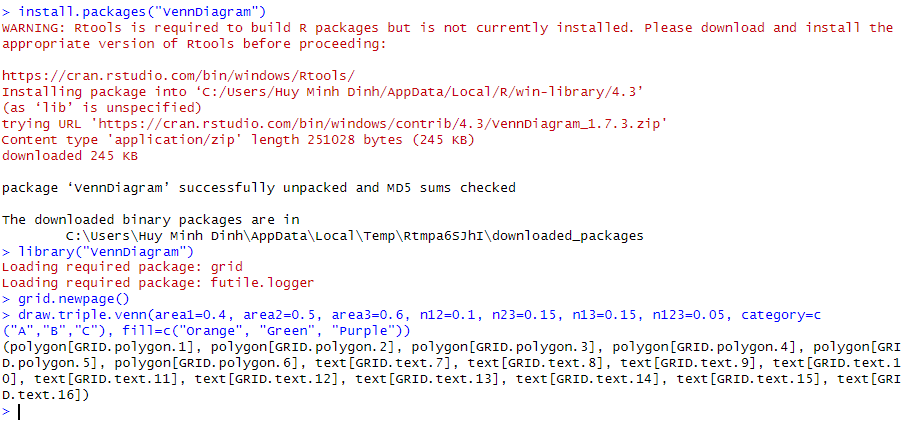 > install.packages("VennDiagram")
WARNING: Rtools is required to build R packages but is not currently installed. Please download and install the
appropriate version of Rtools before proceeding:
https://cran.rstudio.com/bin/windows/Rtools/
Installing package into ‘C:/Users/Huy Minh Dinh/AppData/Local/R/win-library/4.3’
(as ‘lib’ is unspecified)
trying URL 'https://cran.rstudio.com/bin/windows/contrib/4.3/VennDiagram_1.7.3.zip'
Content type 'application/zip' length 251028 bytes (245 KB)
downloaded 245 KB
package ‘VennDiagram’ successfully unpacked and MD5 sums checked
The downloaded binary packages are in
C:\Users\Huy Minh Dinh\AppData\Local\Temp\Rtmpa6SJhI\downloaded_packages
> library("VennDiagram")
Loading required package: grid
Loading required package: futile.logger
> grid.newpage()
> draw.triple.venn(area1=0.4, area2=0.5, area3=0.6, n12=0.1, n23=0.15, n13=0.15, n123=0.05, category=c
("A","B","C"), fill=c("Orange", "Green", "Purple"))
(polygon[GRID.polygon.1], polygon[GRID.polygon.2], polygon[GRID.polygon.3], polygon[GRID.polygon.4], polygon[GRI
D.polygon.5], polygon[GRID.polygon.6], text[GRID.text.7], text[GRID.text.8], text[GRID.text.9], text[GRID.text.1
0], text[GRID.text.11], text[GRID.text.12], text[GRID.text.13], text[GRID.text.14], text[GRID.text.15], text[GRI
D.text.16])
>